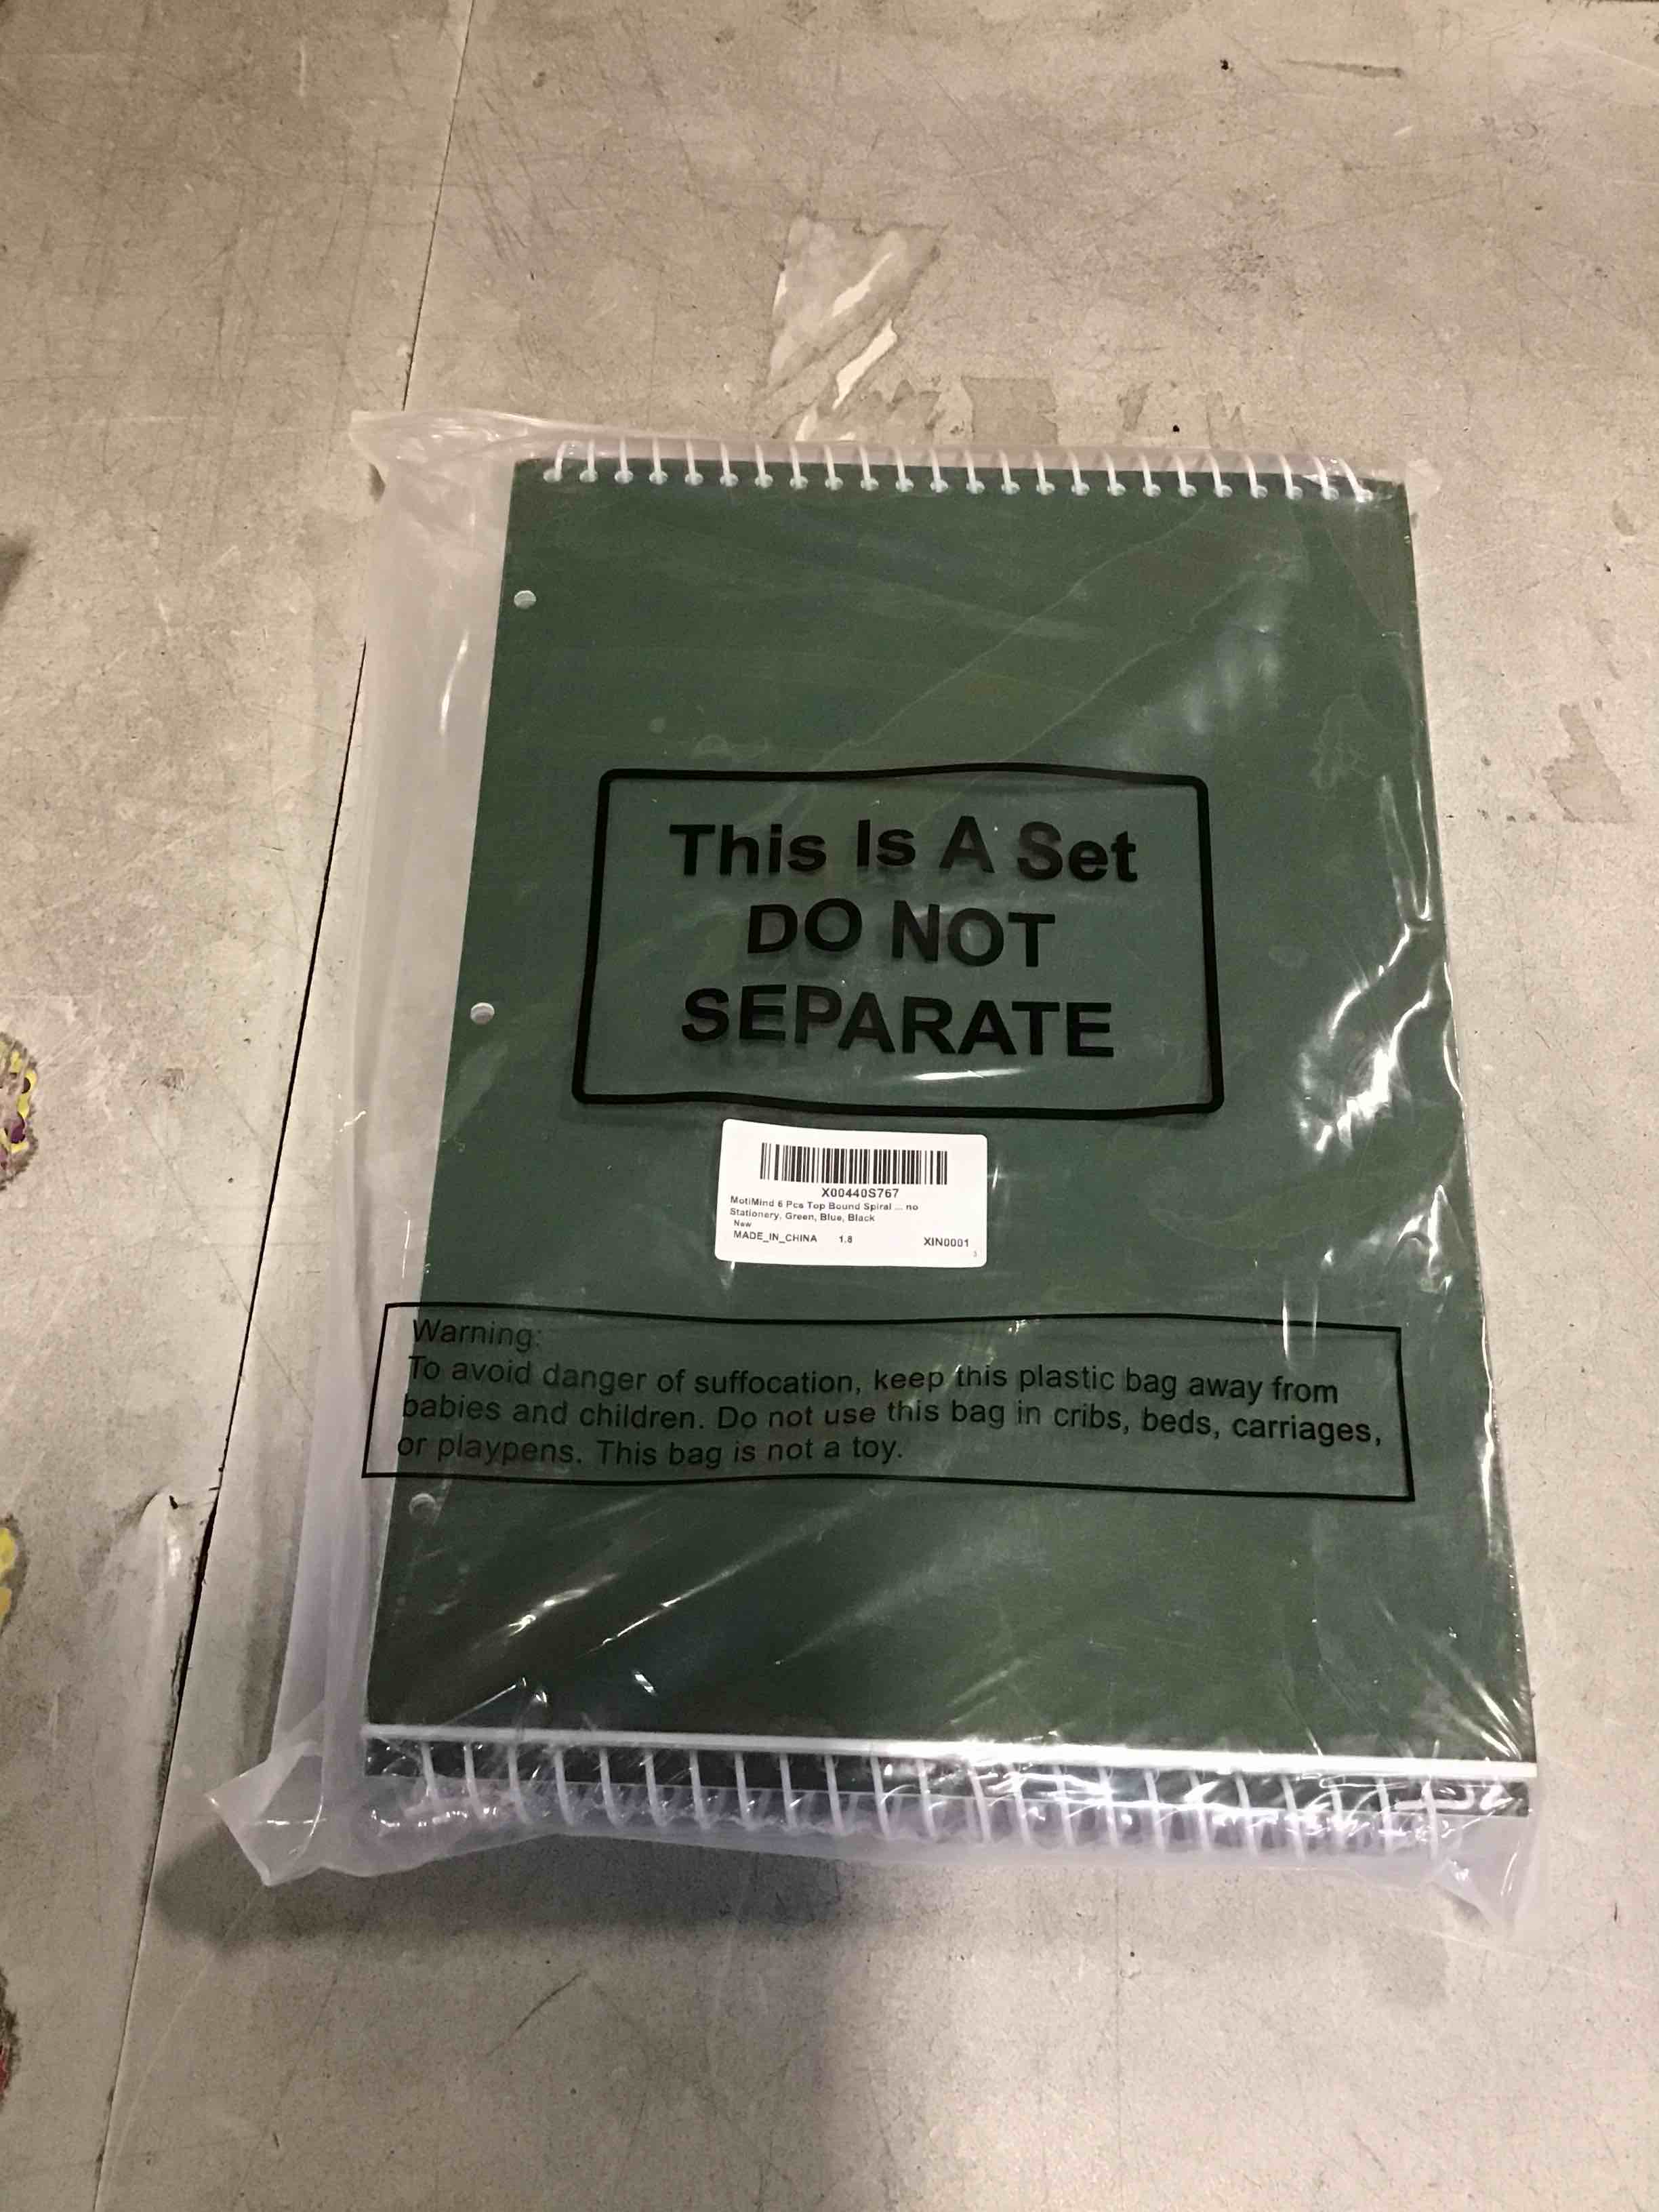 This Is A Set
DO NOT
SEPARATE
X00440S767
MotiMind 6 Pcs Top Bound Spiral ... no
Stationery, Green, Blue, Black
New
MADE_IN_CHINA 1.8 XIN0001
Warning:
To avoid danger of suffocation, keep this plastic bag away from
babies and children. Do not use this bag in cribs, beds, carriages,
or playpens. This bag is not a toy.